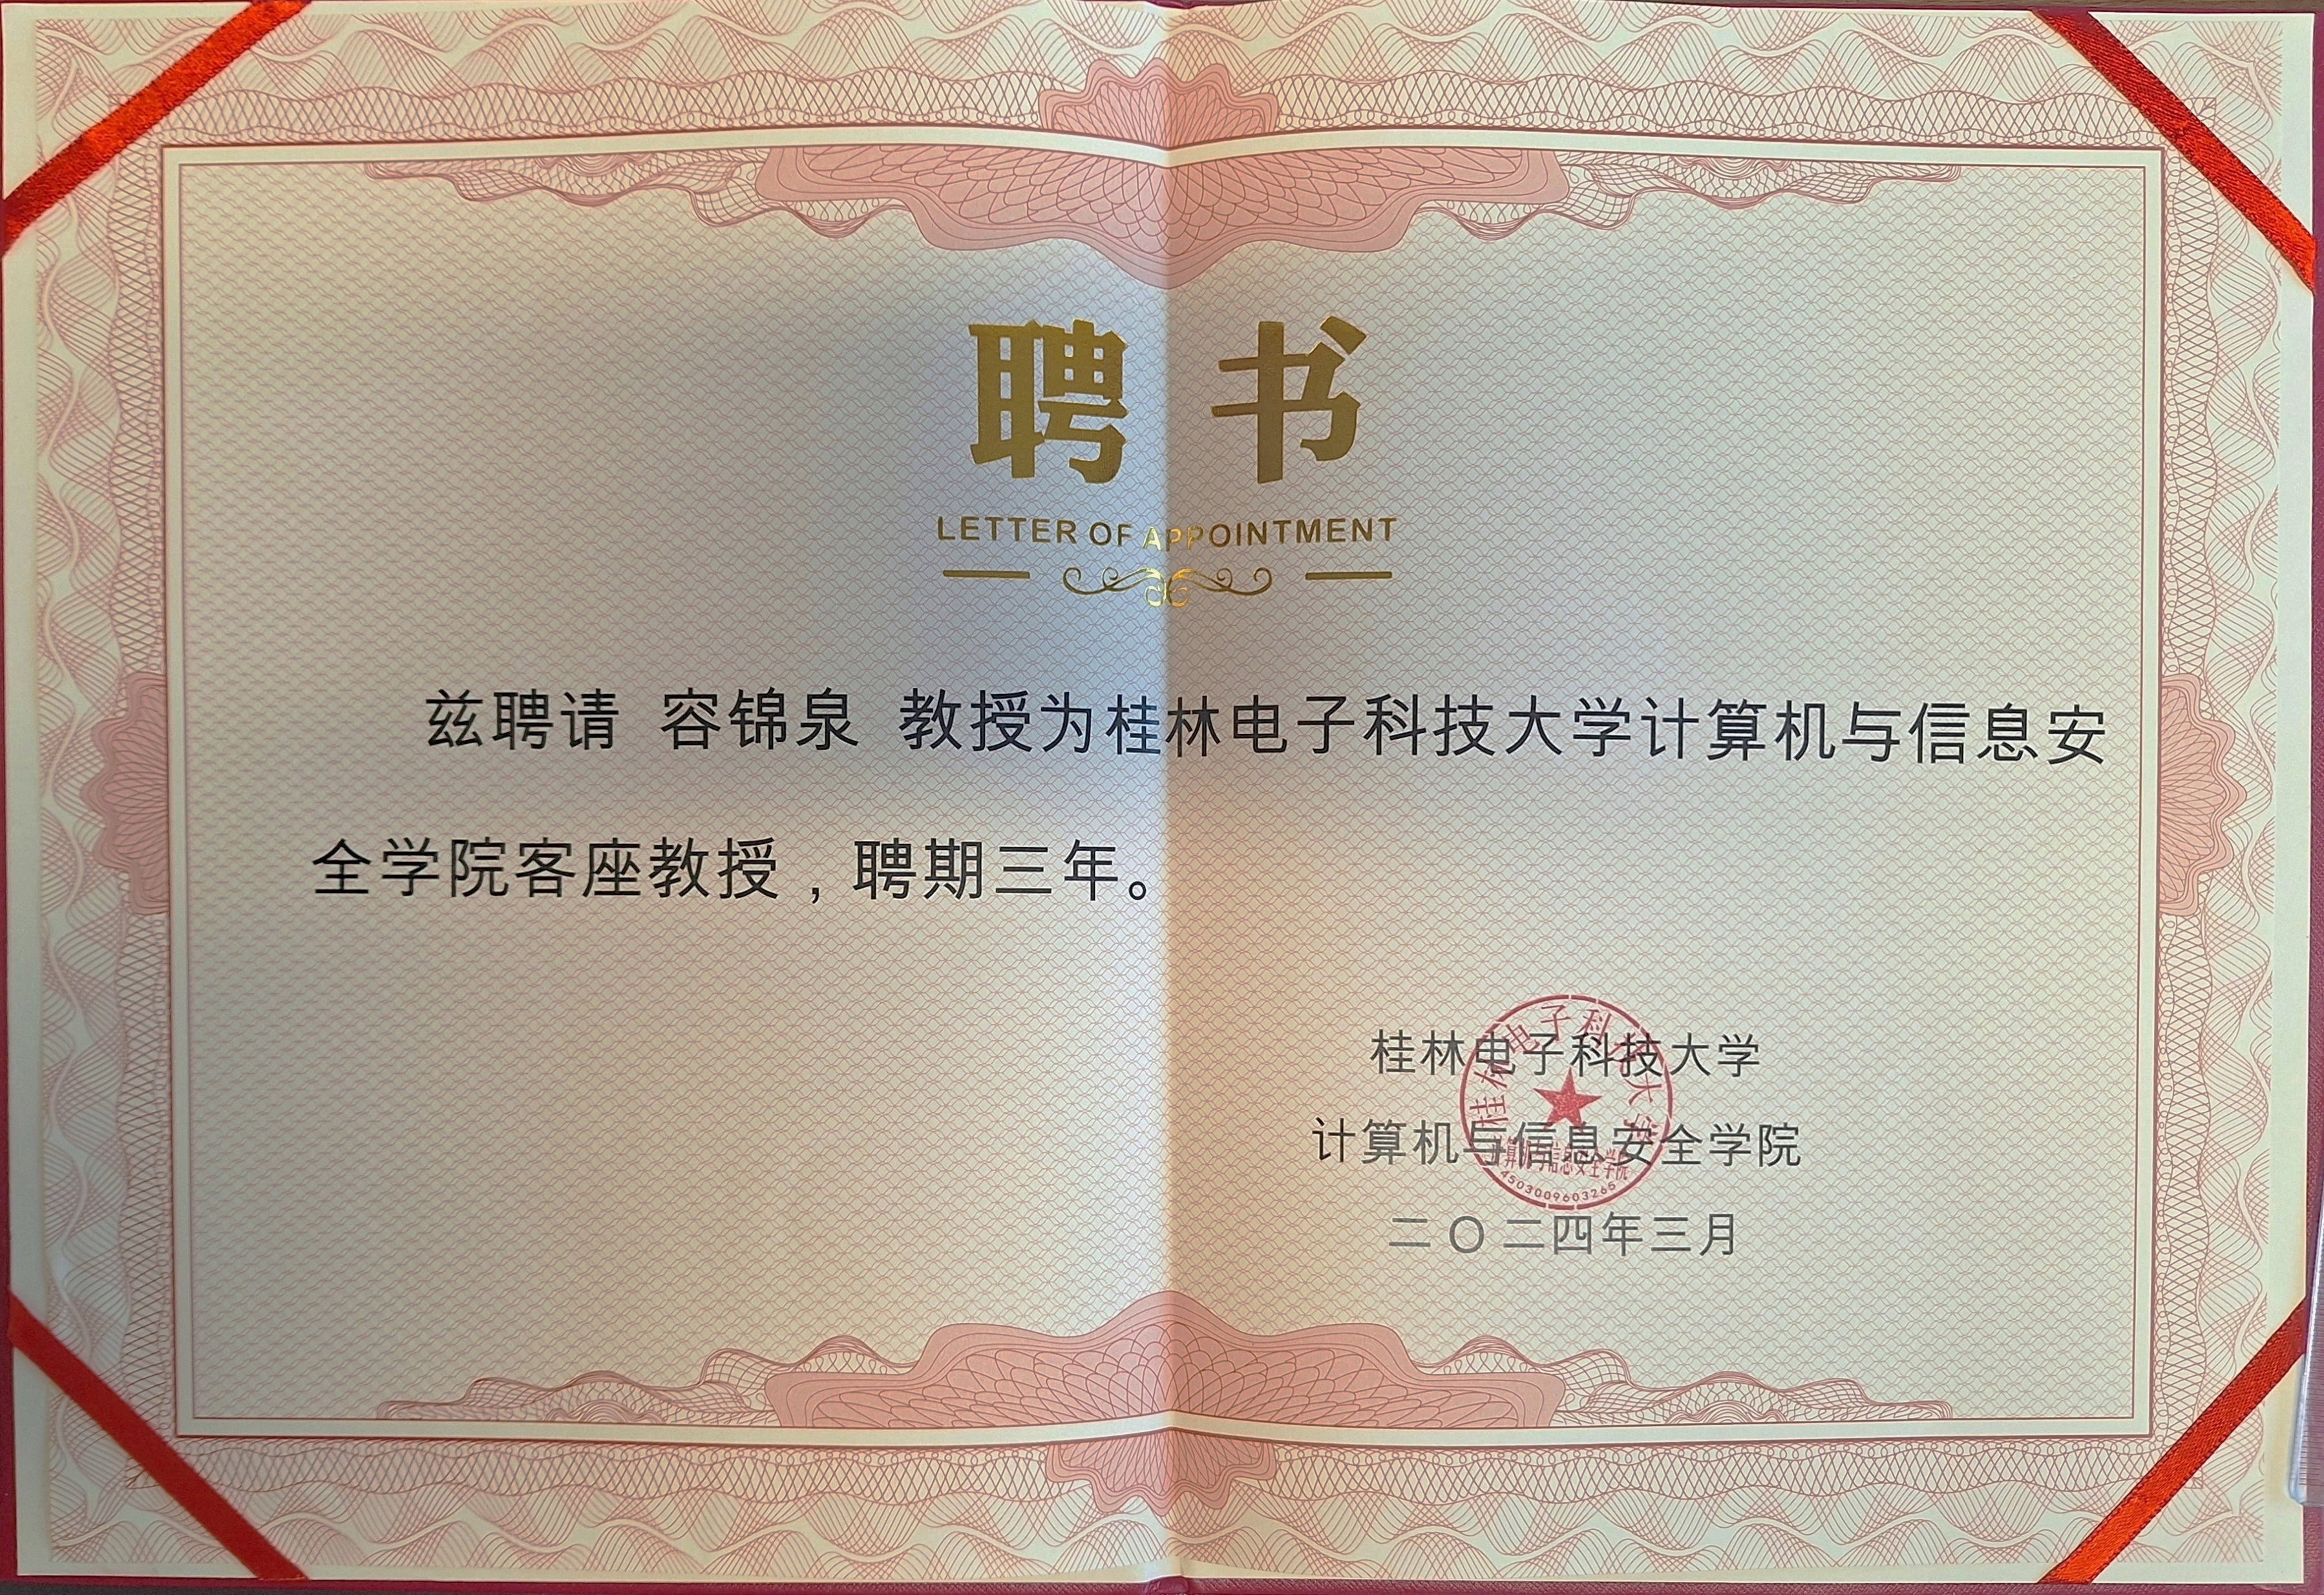 聘书
LETTER OF APPOINTMENT
兹聘请 容锦泉 教授为桂林电子科技大学计算机与信息安
全学院客座教授，聘期三年。
桂林电子科技大学
计算机与信息安全学院
二〇二四年三月
桂林电子科技大学
计算机与信息安全学院
4503009603265